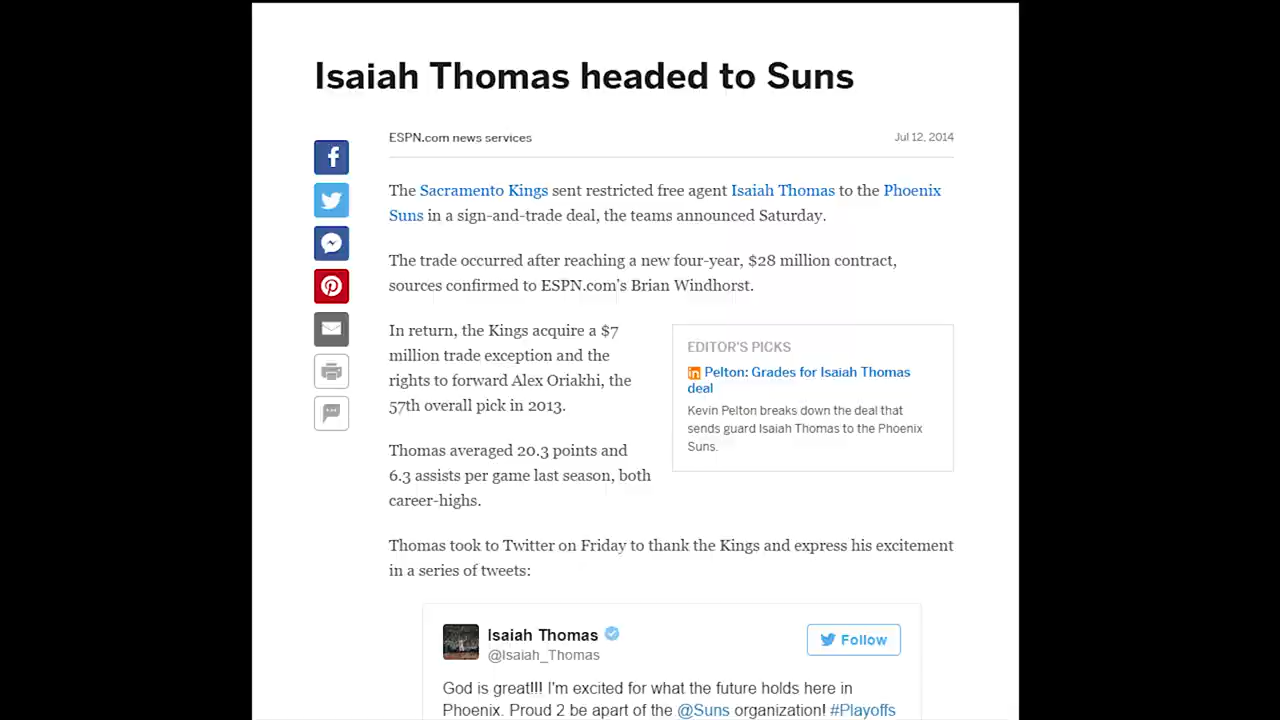 Isaiah Thomas headed to Suns
ESPN.com news services
Jul 12, 2014
The Sacramento Kings sent restricted free agent Isaiah Thomas to the Phoenix
Suns in a sign-and-trade deal, the teams announced Saturday.
The trade occurred after reaching a new four-year, $28 million contract,
sources confirmed to ESPN.com's Brian Windhorst.
In return, the Kings acquire a $7
million trade exception and the
rights to forward Alex Oriakhi, the
57th overall pick in 2013.
EDITOR'S PICKS
in Pelton: Grades for Isaiah Thomas
deal
Kevin Pelton breaks down the deal that
sends guard Isaiah Thomas to the Phoenix
Suns.
Thomas averaged 20.3 points and
6.3 assists per game last season, both
career-highs.
Thomas took to Twitter on Friday to thank the Kings and express his excitement
in a series of tweets:
Isaiah Thomas
@Isaiah_Thomas
Follow
God is great!!! I'm excited for what the future holds here in
Phoenix. Proud 2 be apart of the @Suns organization! #Playoffs